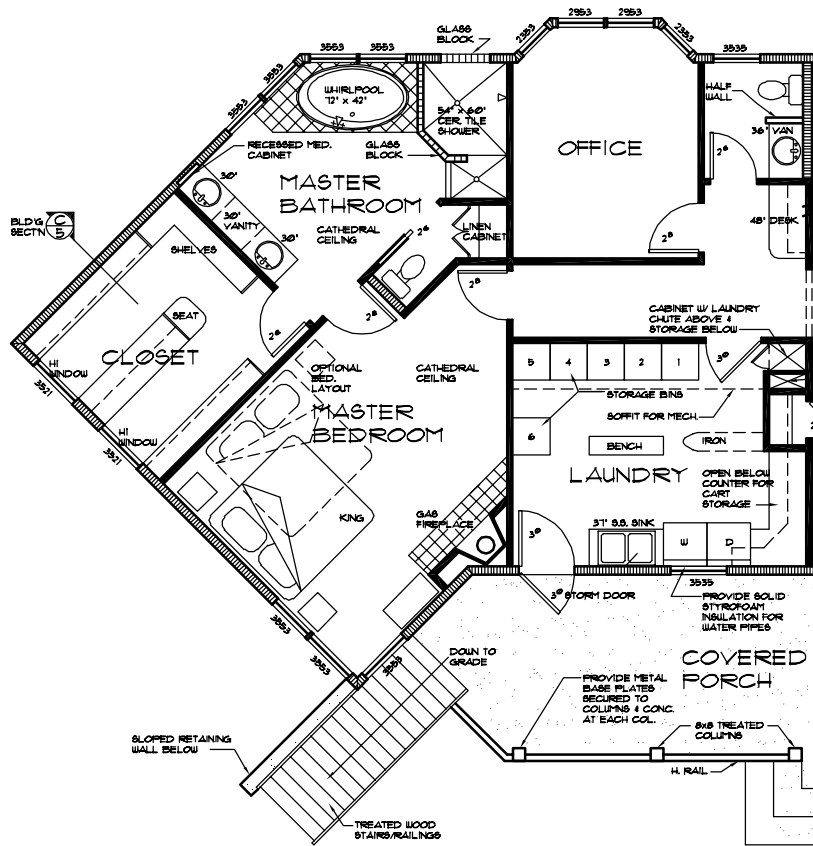 2953
2953
2353
2353
GLASS
BLOCK
3553
3553
3535
3553
3553
WHIRLPOOL
72" x 42"
54" x 60"
CER. TILE
SHOWER
HALF
WALL
36" VAN
RECESSED MED.
CABINET
GLASS
BLOCK
OFFICE
2⁶
MASTER
BATHROOM
30"
30"
VANITY
30"
CATHEDRAL
CEILING
2⁶
LINEN
CABINET
48" DESK
BLD'G
SECTN
C
5
SHELVES
2⁸
2⁸
SEAT
2⁶
2⁸
CABINET W/ LAUNDRY
CHUTE ABOVE &
STORAGE BELOW
CLOSET
HI
WINDOW
3521
OPTIONAL
BED.
LAYOUT
CATHEDRAL
CEILING
5
4
3
2
1
3⁰
STORAGE BINS
SOFFIT FOR MECH.
MASTER
BEDROOM
HI
WINDOW
3521
6
BENCH
IRON
LAUNDRY
OPEN BELOW
COUNTER FOR
CART
STORAGE
KING
GAS
FIREPLACE
3⁰
37" S.S. SINK
W
D
3535
3⁰ STORM DOOR
PROVIDE SOLID
STYROFOAM
INSULATION FOR
WATER PIPES
3553
3553
DOWN TO
GRADE
COVERED
PORCH
PROVIDE METAL
BASE PLATES
SECURED TO
COLUMNS & CONC.
AT EACH COL.
8x8 TREATED
COLUMNS
SLOPED RETAINING
WALL BELOW
H. RAIL
TREATED WOOD
STAIRS/RAILINGS